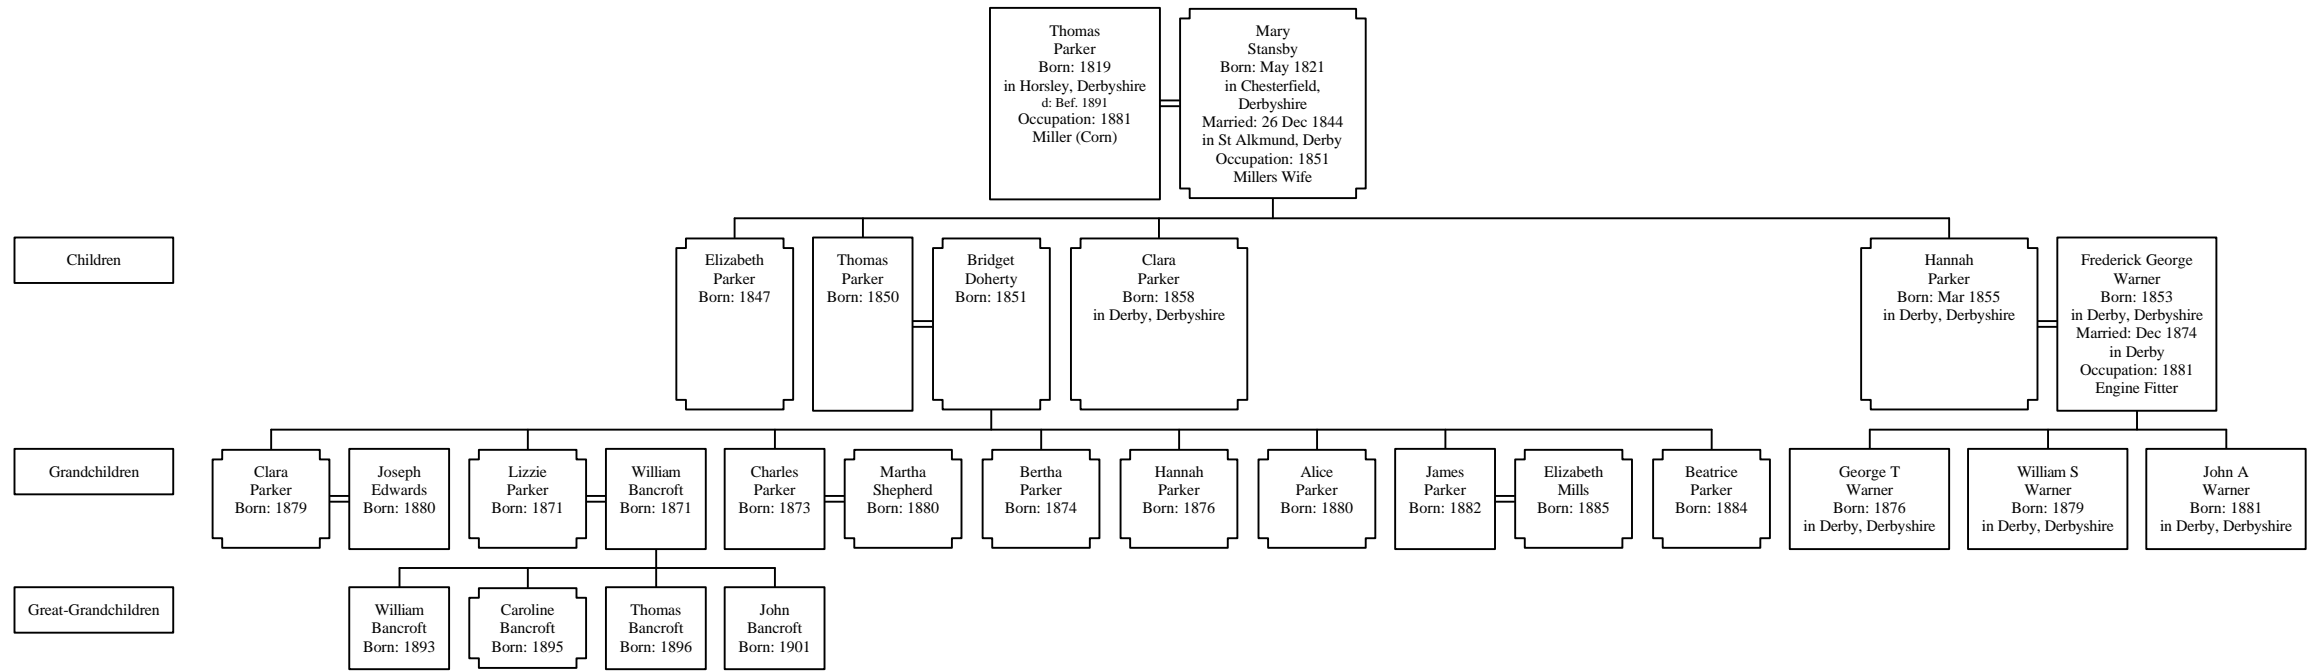 Thomas
Parker
Born: 1819
in Horsley, Derbyshire
d: Bef. 1891
Occupation: 1881
Miller (Corn)
Mary
Stansby
Born: May 1821
in Chesterfield,
Derbyshire
Married: 26 Dec 1844
in St Alkmund, Derby
Occupation: 1851
Millers Wife
Children
Elizabeth
Parker
Born: 1847
Thomas
Parker
Born: 1850
Bridget
Doherty
Born: 1851
Clara
Parker
Born: 1858
in Derby, Derbyshire
Hannah
Parker
Born: Mar 1855
in Derby, Derbyshire
Frederick George
Warner
Born: 1853
in Derby, Derbyshire
Married: Dec 1874
in Derby
Occupation: 1881
Engine Fitter
Grandchildren
Clara
Parker
Born: 1879
Joseph
Edwards
Born: 1880
Lizzie
Parker
Born: 1871
William
Bancroft
Born: 1871
Charles
Parker
Born: 1873
Martha
Shepherd
Born: 1880
Bertha
Parker
Born: 1874
Hannah
Parker
Born: 1876
Alice
Parker
Born: 1880
James
Parker
Born: 1882
Elizabeth
Mills
Born: 1885
Beatrice
Parker
Born: 1884
George T
Warner
Born: 1876
in Derby, Derbyshire
William S
Warner
Born: 1879
in Derby, Derbyshire
John A
Warner
Born: 1881
in Derby, Derbyshire
Great-Grandchildren
William
Bancroft
Born: 1893
Caroline
Bancroft
Born: 1895
Thomas
Bancroft
Born: 1896
John
Bancroft
Born: 1901